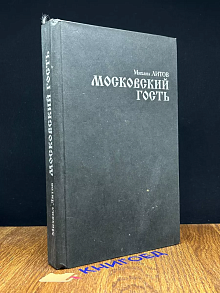 Михаил ЛИТОВ
МОСКОВСКИЙ
ГОСТЬ
Михаил Литов МОСКОВСКИЙ ГОСТЬ
КНИГОЕД